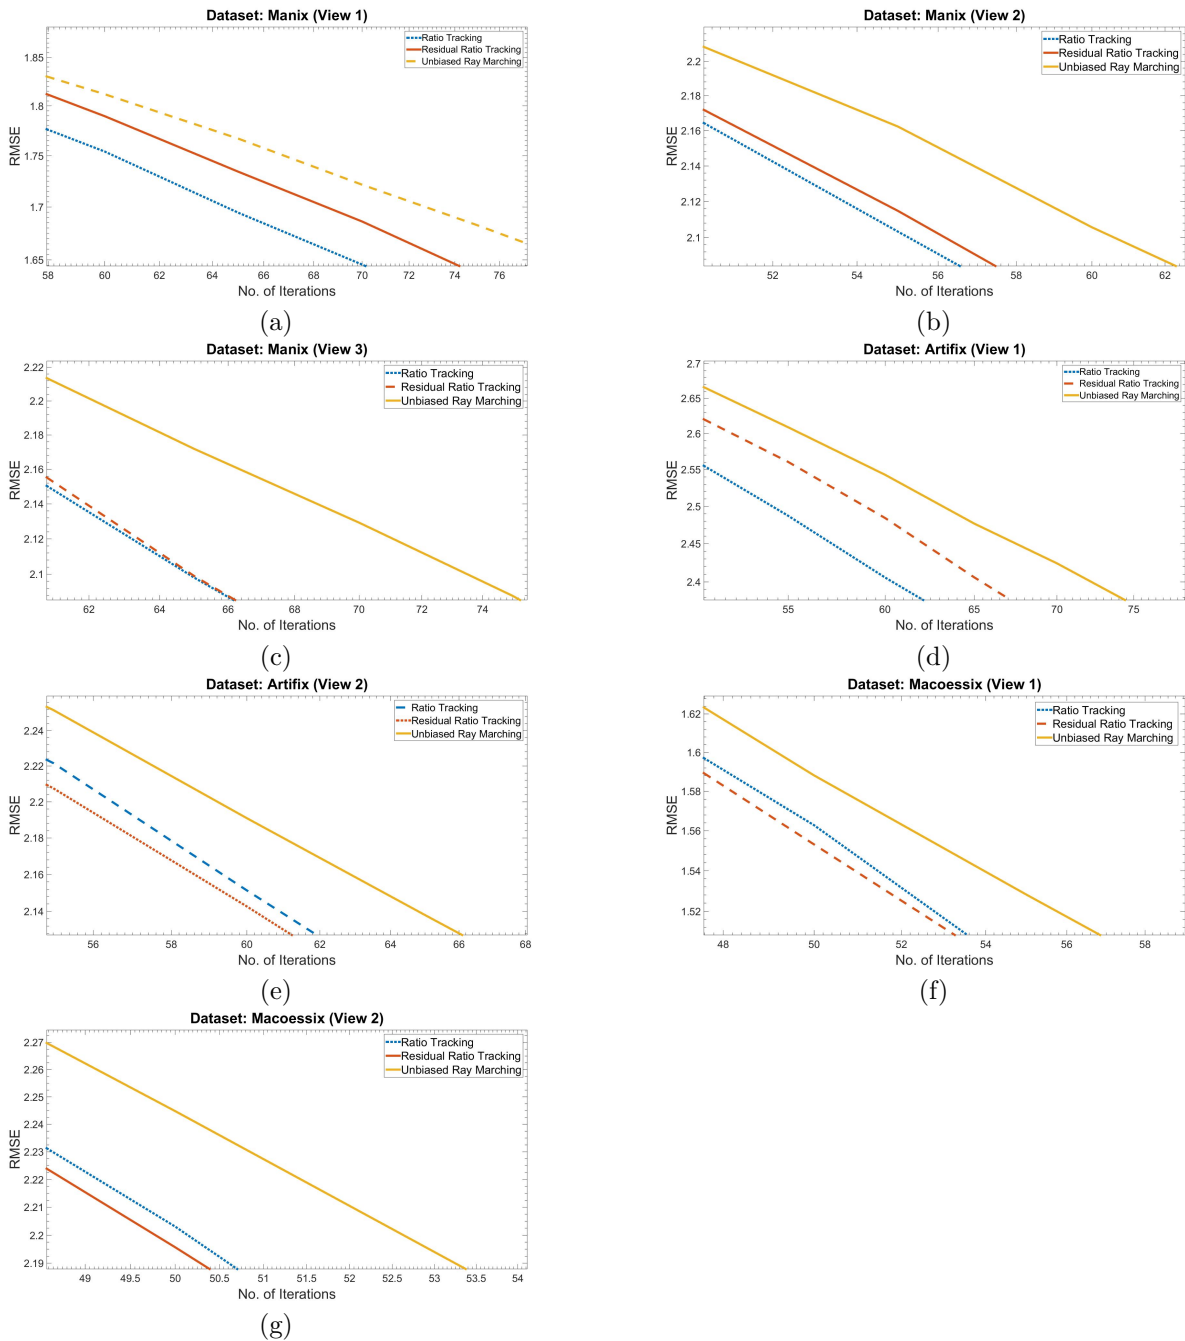 Dataset: Manix (View 1)
Ratio Tracking
Residual Ratio Tracking
Unbiased Ray Marching
RMSE
1.85
1.8
1.75
1.7
1.65
58 60 62 64 66 68 70 72 74 76
No. of Iterations
(a)
Dataset: Manix (View 2)
Ratio Tracking
Residual Ratio Tracking
Unbiased Ray Marching
RMSE
2.2
2.18
2.16
2.14
2.12
2.1
52 54 56 58 60 62
No. of Iterations
(b)
Dataset: Manix (View 3)
Ratio Tracking
Residual Ratio Tracking
Unbiased Ray Marching
RMSE
2.22
2.2
2.18
2.16
2.14
2.12
2.1
62 64 66 68 70 72 74
No. of Iterations
(c)
Dataset: Artifix (View 1)
Ratio Tracking
Residual Ratio Tracking
Unbiased Ray Marching
RMSE
2.7
2.65
2.6
2.55
2.5
2.45
2.4
55 60 65 70 75
No. of Iterations
(d)
Dataset: Artifix (View 2)
Ratio Tracking
Residual Ratio Tracking
Unbiased Ray Marching
RMSE
2.24
2.22
2.2
2.18
2.16
2.14
56 58 60 62 64 66 68
No. of Iterations
(e)
Dataset: Macoessix (View 1)
Ratio Tracking
Residual Ratio Tracking
Unbiased Ray Marching
RMSE
1.62
1.6
1.58
1.56
1.54
1.52
48 50 52 54 56 58
No. of Iterations
(f)
Dataset: Macoessix (View 2)
Ratio Tracking
Residual Ratio Tracking
Unbiased Ray Marching
RMSE
2.27
2.26
2.25
2.24
2.23
2.22
2.21
2.2
2.19
49 49.5 50 50.5 51 51.5 52 52.5 53 53.5 54
No. of Iterations
(g)